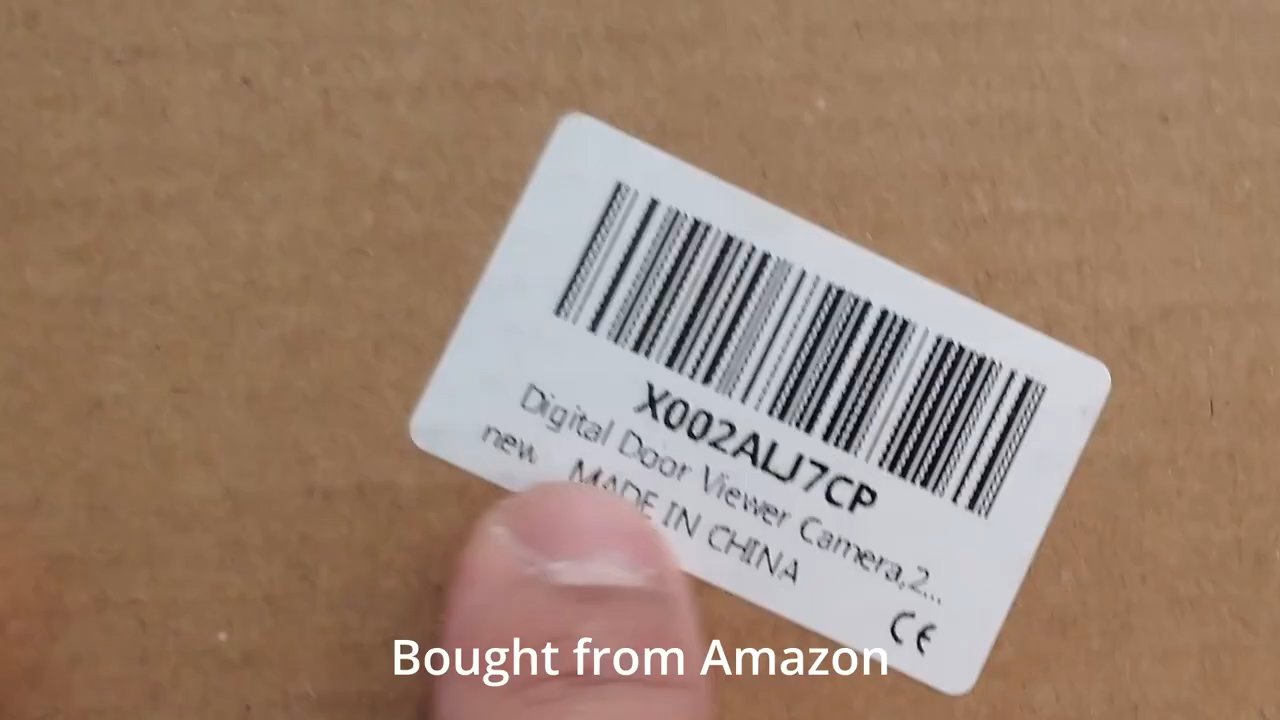 X002ALJ7CP
Digital Door Viewer Camera,2...
new MADE IN CHINA
CE
Bought from Amazon